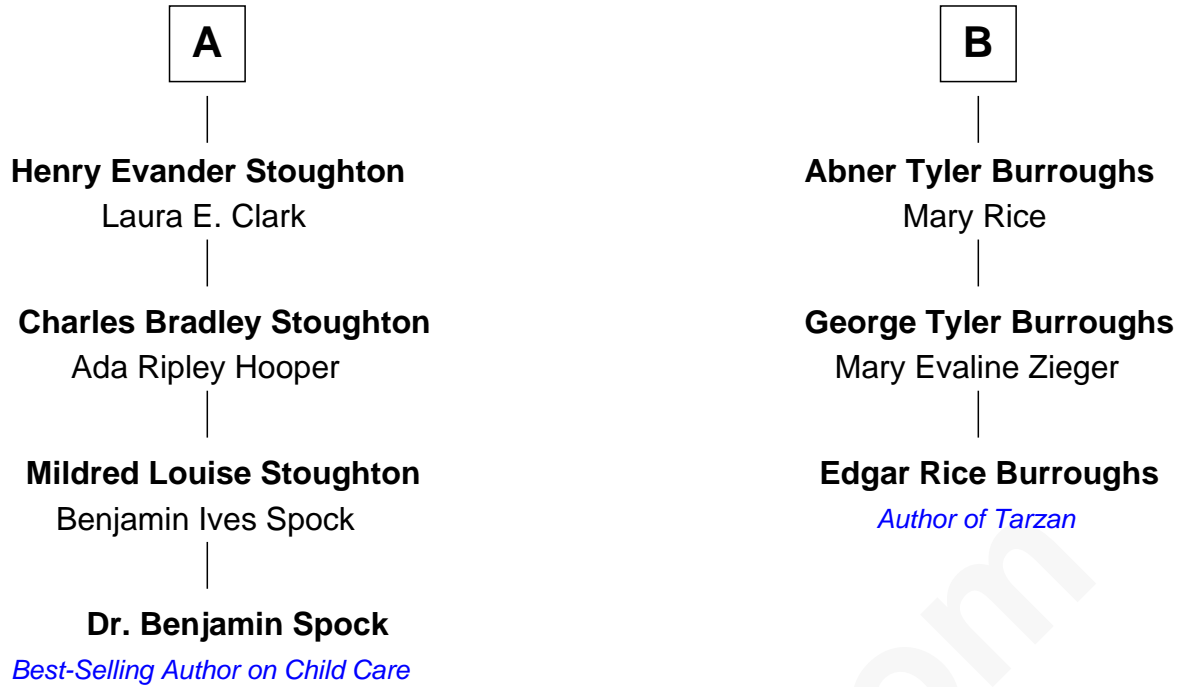 A
Henry Evander Stoughton
Laura E. Clark
Charles Bradley Stoughton
Ada Ripley Hooper
Mildred Louise Stoughton
Benjamin Ives Spock
Dr. Benjamin Spock
Best-Selling Author on Child Care
B
Abner Tyler Burroughs
Mary Rice
George Tyler Burroughs
Mary Evaline Zieger
Edgar Rice Burroughs
Author of Tarzan
om